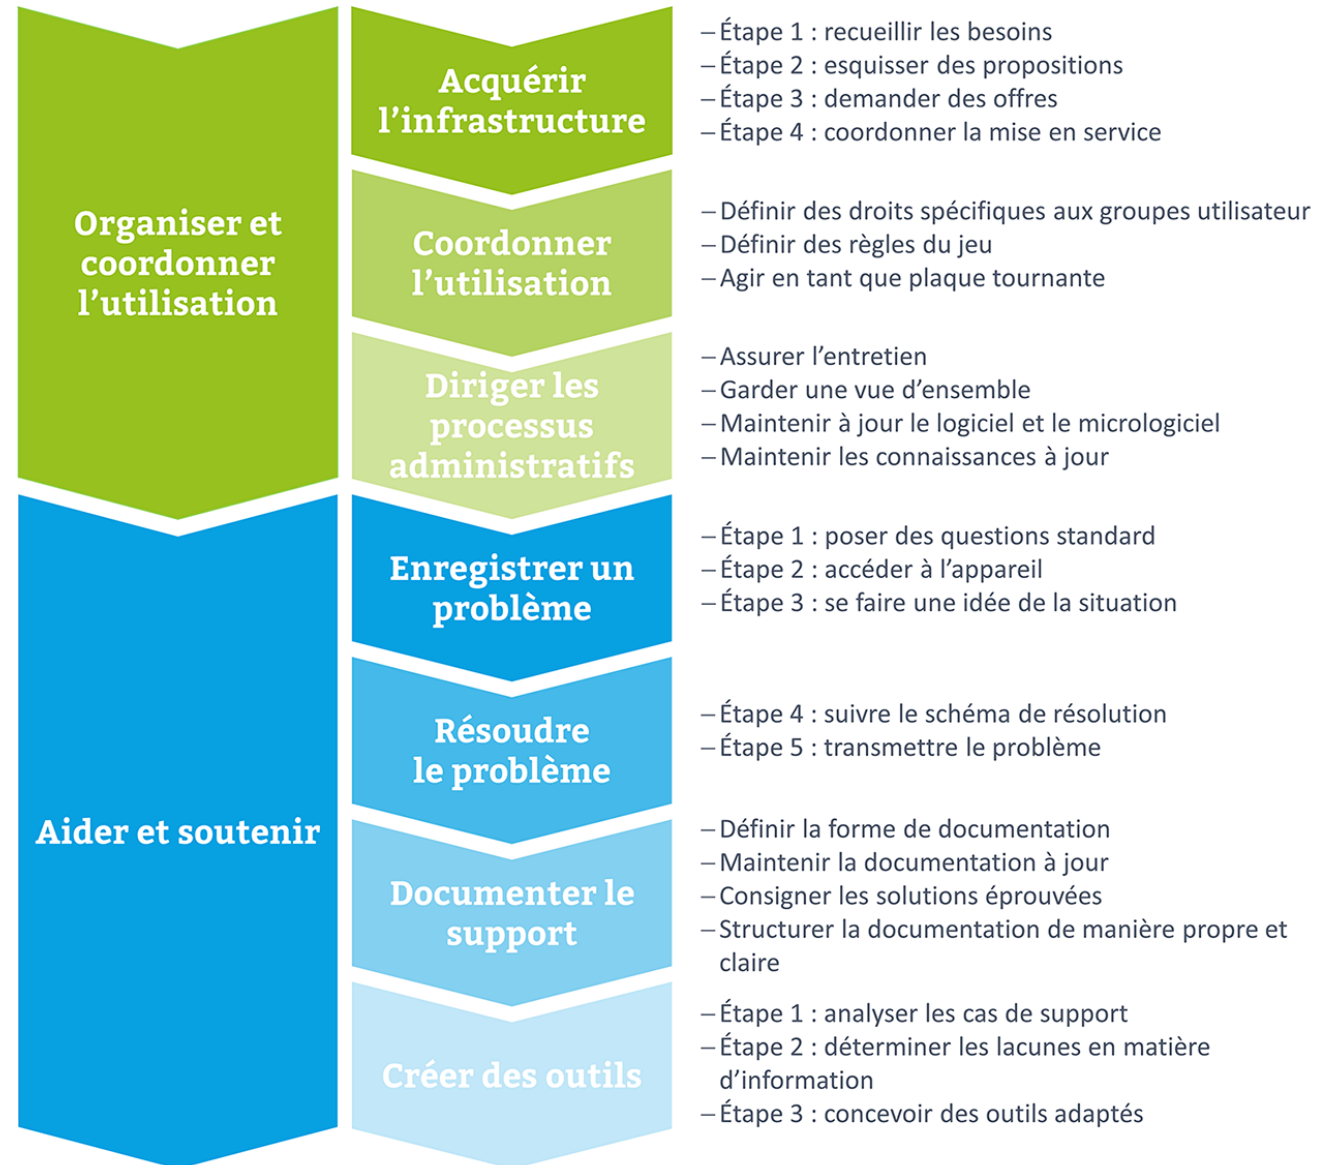 Organiser et
coordonner
l’utilisation
Acquérir
l’infrastructure
– Étape 1 : recueillir les besoins
– Étape 2 : esquisser des propositions
– Étape 3 : demander des offres
– Étape 4 : coordonner la mise en service
Coordonner
l’utilisation
– Définir des droits spécifiques aux groupes utilisateur
– Définir des règles du jeu
– Agir en tant que plaque tournante
Diriger les
processus
administratifs
– Assurer l’entretien
– Garder une vue d’ensemble
– Maintenir à jour le logiciel et le micrologiciel
– Maintenir les connaissances à jour
Aider et soutenir
Enregistrer un
problème
– Étape 1 : poser des questions standard
– Étape 2 : accéder à l’appareil
– Étape 3 : se faire une idée de la situation
Résoudre
le problème
– Étape 4 : suivre le schéma de résolution
– Étape 5 : transmettre le problème
Documenter le
support
– Définir la forme de documentation
– Maintenir la documentation à jour
– Consigner les solutions éprouvées
– Structurer la documentation de manière propre et
claire
Créer des outils
– Étape 1 : analyser les cas de support
– Étape 2 : déterminer les lacunes en matière
d’information
– Étape 3 : concevoir des outils adaptés